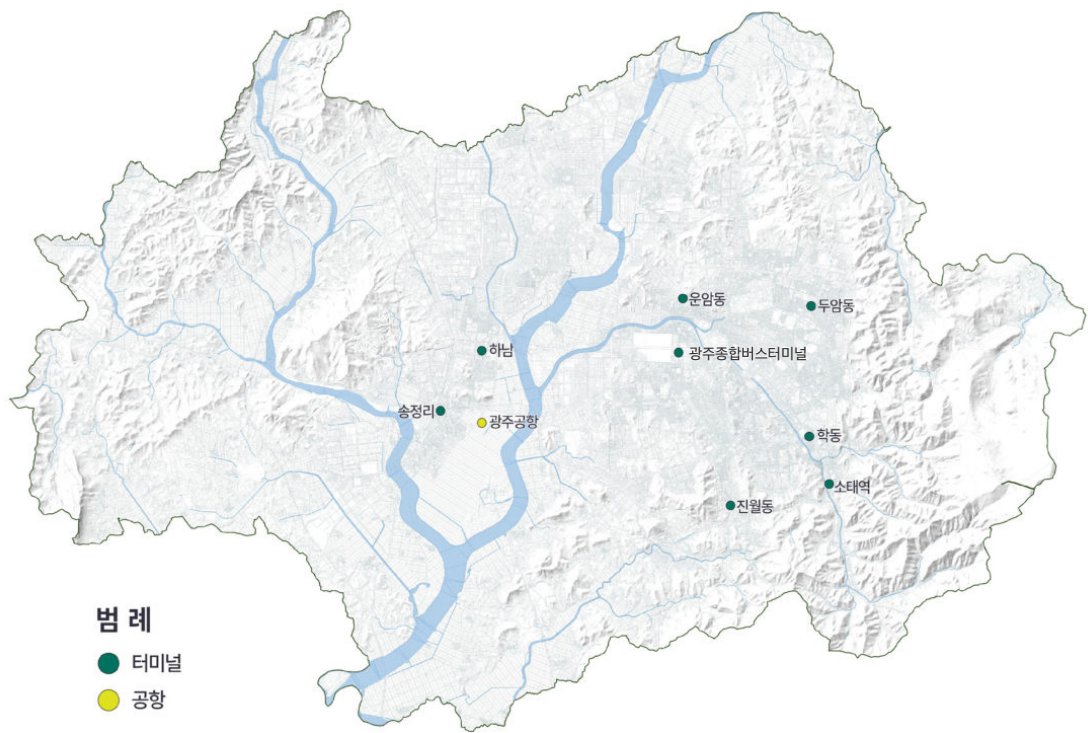 운암동
두암동
하남
광주종합버스터미널
송정리
광주공항
학동
소태역
진월동
범 례
터미널
공항